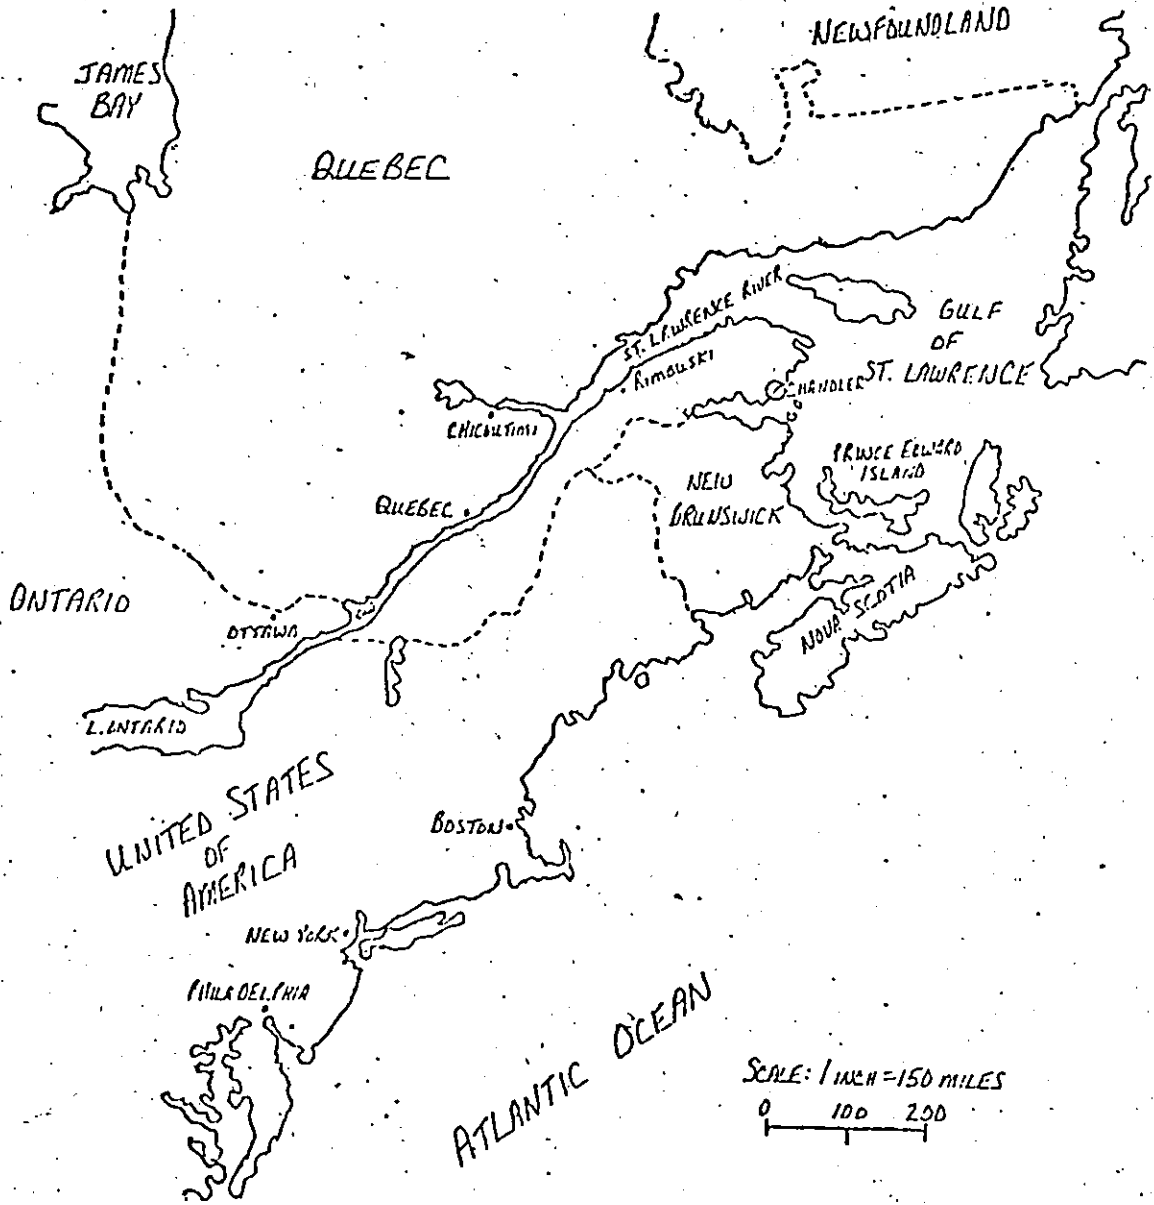 NEWFOUNDLAND
JAMES
BAY
QUEBEC
ST. LAWRENCE RIVER
GULF
OF
ST. LAWRENCE
RIMOUSKI
CHANDLER
CHICOUTIMI
PRINCE EDWARD
ISLAND
NEW
BRUNSWICK
QUEBEC
ONTARIO
OTTAWA
NOVA SCOTIA
L. ONTARIO
UNITED STATES
OF
AMERICA
BOSTON
NEW YORK
PHILADELPHIA
ATLANTIC OCEAN
SCALE: 1 INCH = 150 MILES
0 100 200